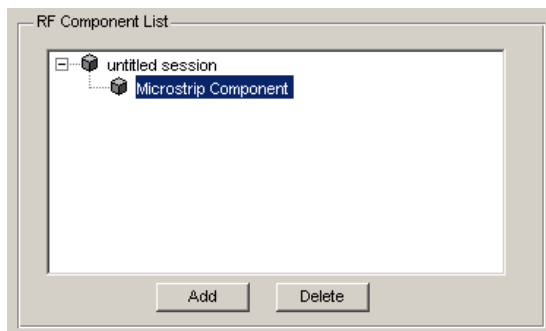 RF Component List
untitled session
Microstrip Component
Add Delete